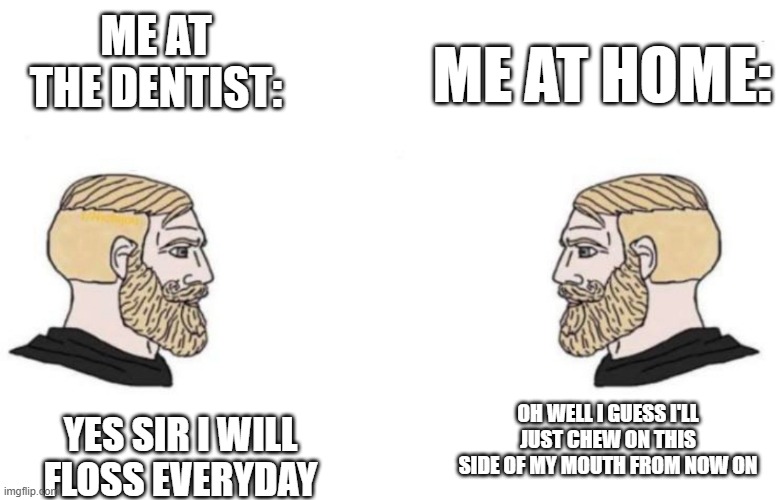 ME AT
THE DENTIST:
ME AT HOME:
YES SIR I WILL
FLOSS EVERYDAY
OH WELL I GUESS I'LL
JUST CHEW ON THIS
SIDE OF MY MOUTH FROM NOW ON
imgflip.com